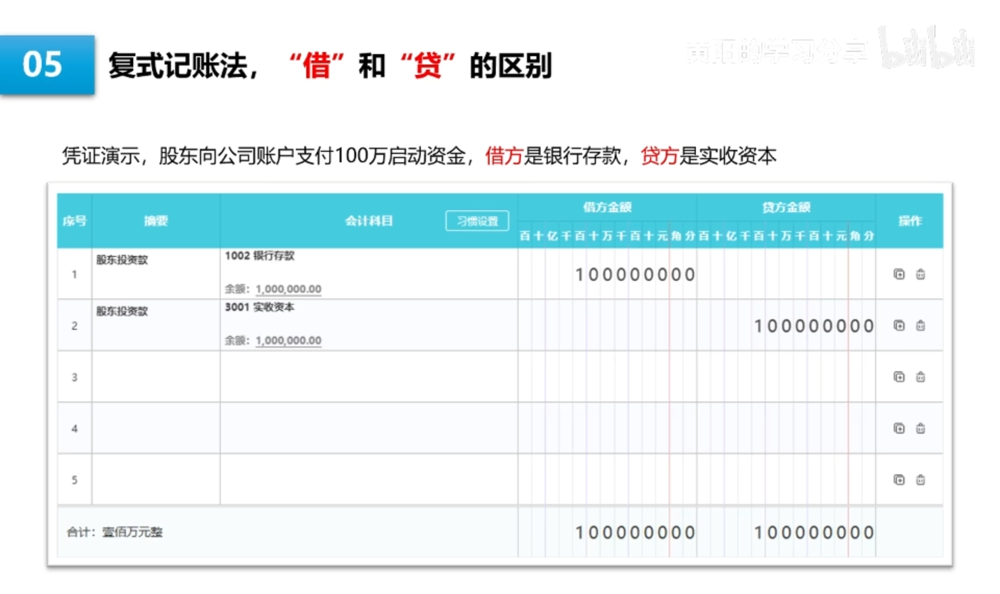 黄阳的学习分享 bilibili
05 复式记账法，“借”和“贷”的区别
凭证演示，股东向公司账户支付100万启动资金，借方是银行存款，贷方是实收资本
序号 摘要 会计科目 习惯设置 借方金额 贷方金额 操作
百十亿千百十万千百十元角分 百十亿千百十万千百十元角分
1 股东投资款 1002 银行存款 100000000
余额：1,000,000.00
2 股东投资款 3001 实收资本 100000000
余额：1,000,000.00
3
4
5
合计：壹佰万元整 100000000 100000000